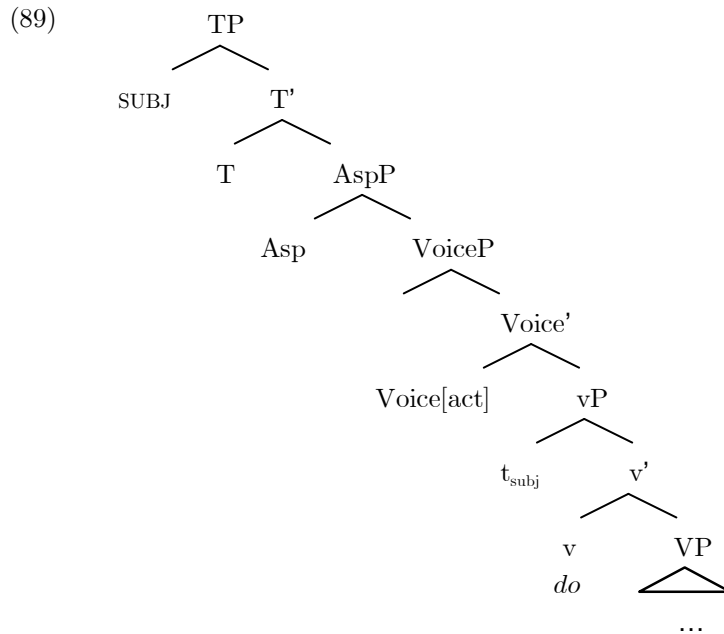 (89)
TP
SUBJ T'
T AspP
Asp VoiceP
Voice'
Voice[act] vP
t_subj v'
v VP
do
...